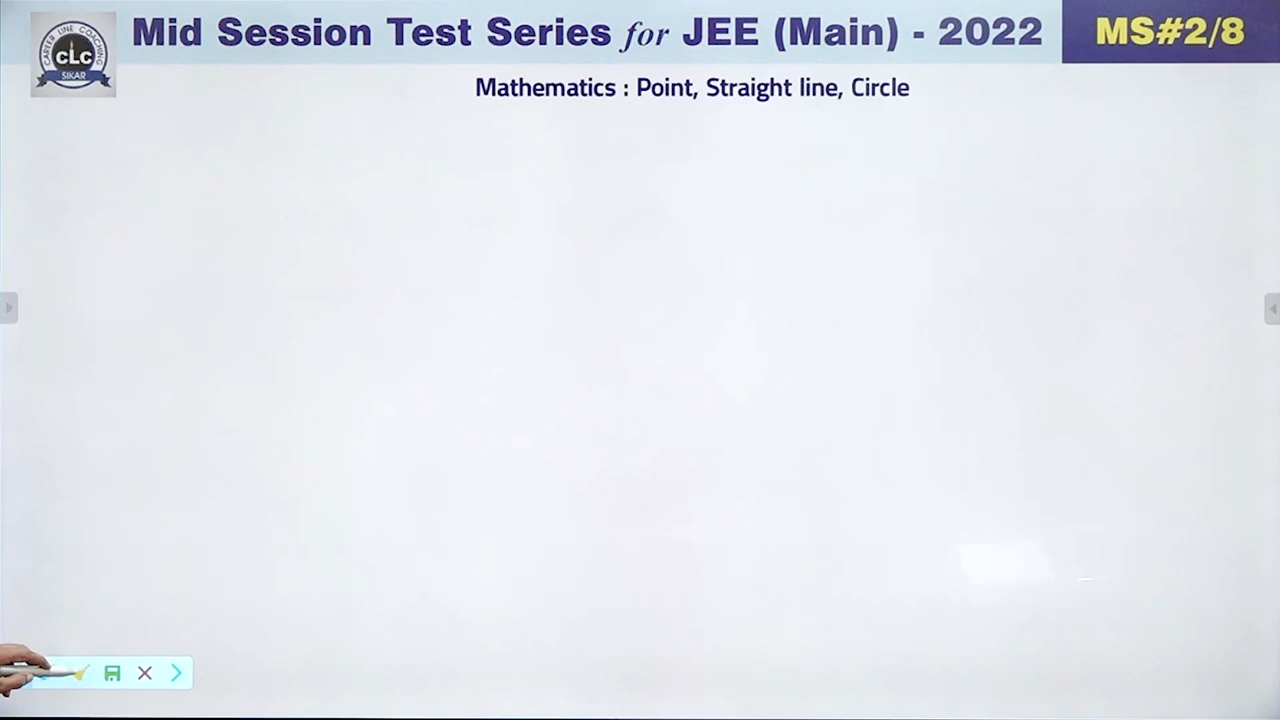 Mid Session Test Series for JEE (Main) - 2022
MS#2/8
CAREER LINE COACHING
CLC
SIKAR
Mathematics : Point, Straight line, Circle